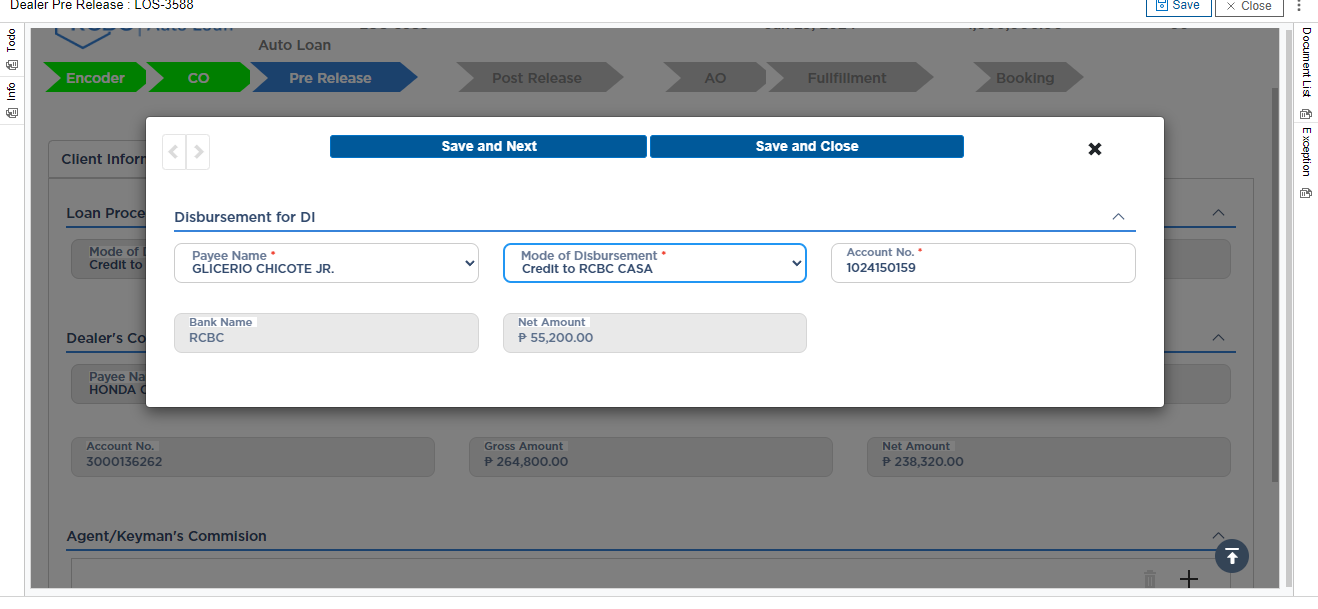 Dealer Pre Release : LOS-3588
Save
Close
Todo
Info
Document List
Exception
Auto Loan
Encoder
CO
Pre Release
Post Release
AO
Fullfillment
Booking
Save and Next
Save and Close
Client Inforr
Loan Proce
Disbursement for DI
Mode of
Credit to
Payee Name *
GLICERIO CHICOTE JR.
Mode of Disbursement *
Credit to RCBC CASA
Account No. *
1024150159
Bank Name
RCBC
Net Amount
₱ 55,200.00
Dealer's Co
Payee Na
HONDA
Account No.
3000136262
Gross Amount
₱ 264,800.00
Net Amount
₱ 238,320.00
Agent/Keyman's Commision